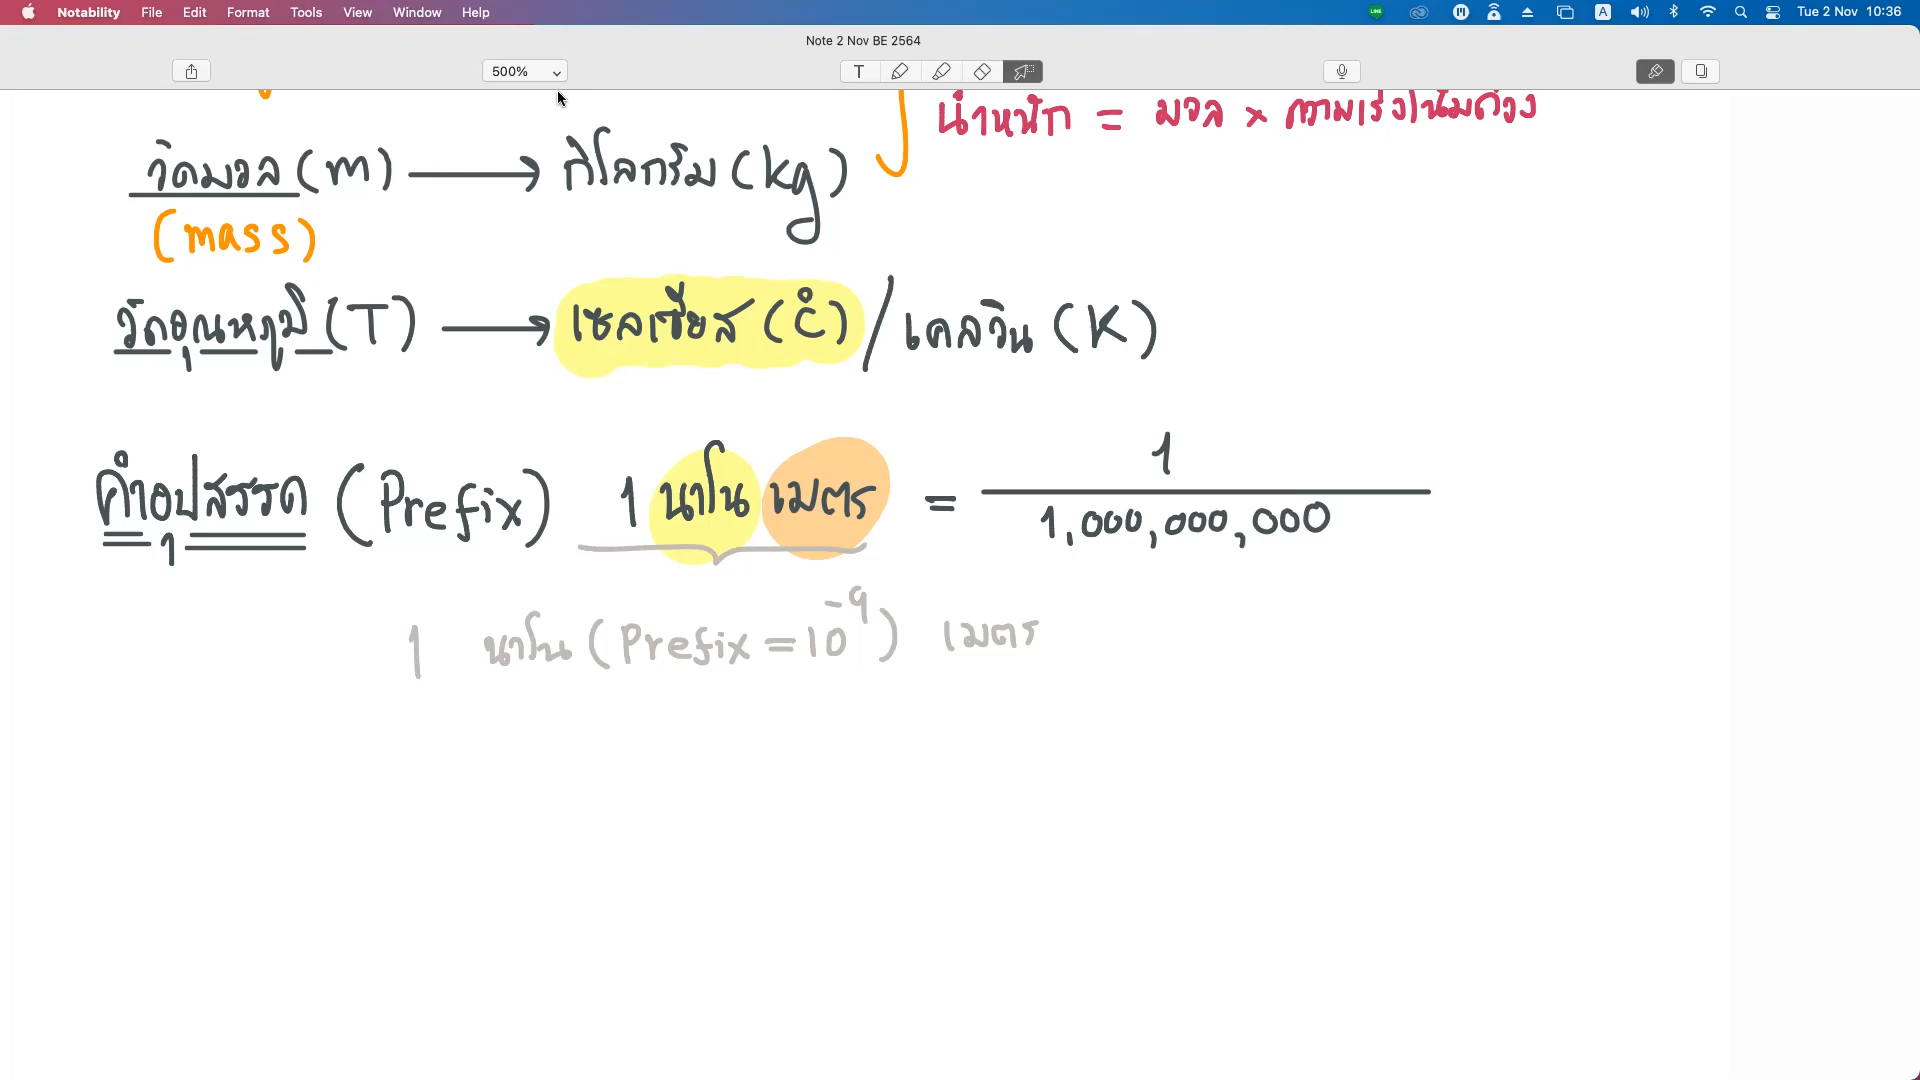 Notability File Edit Format Tools View Window Help LINE A Tue 2 Nov 10:36
Note 2 Nov BE 2564
500% T
น้ำหนัก = มวล × ความเร่งโน้มถ่วง
วัดมวล (m) → กิโลกรัม (kg)
(mass)
วัดอุณหภูมิ (T) → เซลเซียส (C̊) / เคลวิน (K)
คำอุปสรรค (Prefix) 1 นาโนเมตร = 1
1,000,000,000
1 นาโน (Prefix = 10⁻⁹) เมตร